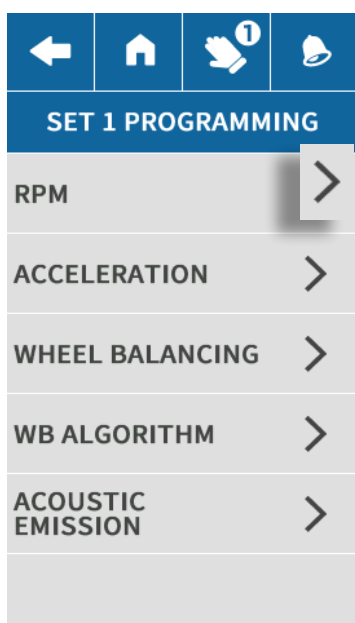 1
SET 1 PROGRAMMING
RPM
ACCELERATION
WHEEL BALANCING
WB ALGORITHM
ACOUSTIC
EMISSION